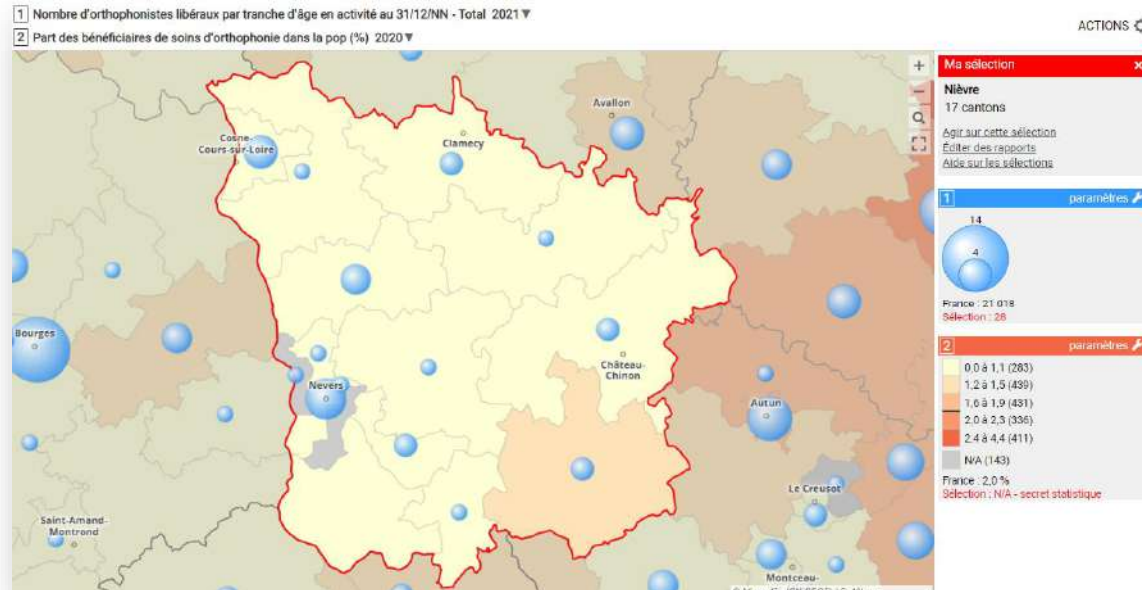 1 Nombre d'orthophonistes libéraux par tranche d'âge en activité au 31/12/NN - Total 2021 ▼
2 Part des bénéficiaires de soins d'orthophonie dans la pop (%) 2020 ▼
ACTIONS
Ma sélection ×
Nièvre
17 cantons
Agir sur cette sélection
Éditer des rapports
Aide sur les sélections
1 paramètres
14
4
France : 21 018
Sélection : 28
2 paramètres
0,0 à 1,1 (283)
1,2 à 1,5 (439)
1,6 à 1,9 (431)
2,0 à 2,3 (336)
2,4 à 4,4 (411)
N/A (143)
France : 2,0 %
Sélection : N/A - secret statistique
Avallon
Cosne-
Cours-sur-Loire
Clamecy
Bourges
Château-
Chinon
Nevers
Autun
Le Creusot
Saint-Amand-
Montrond
Montceau-